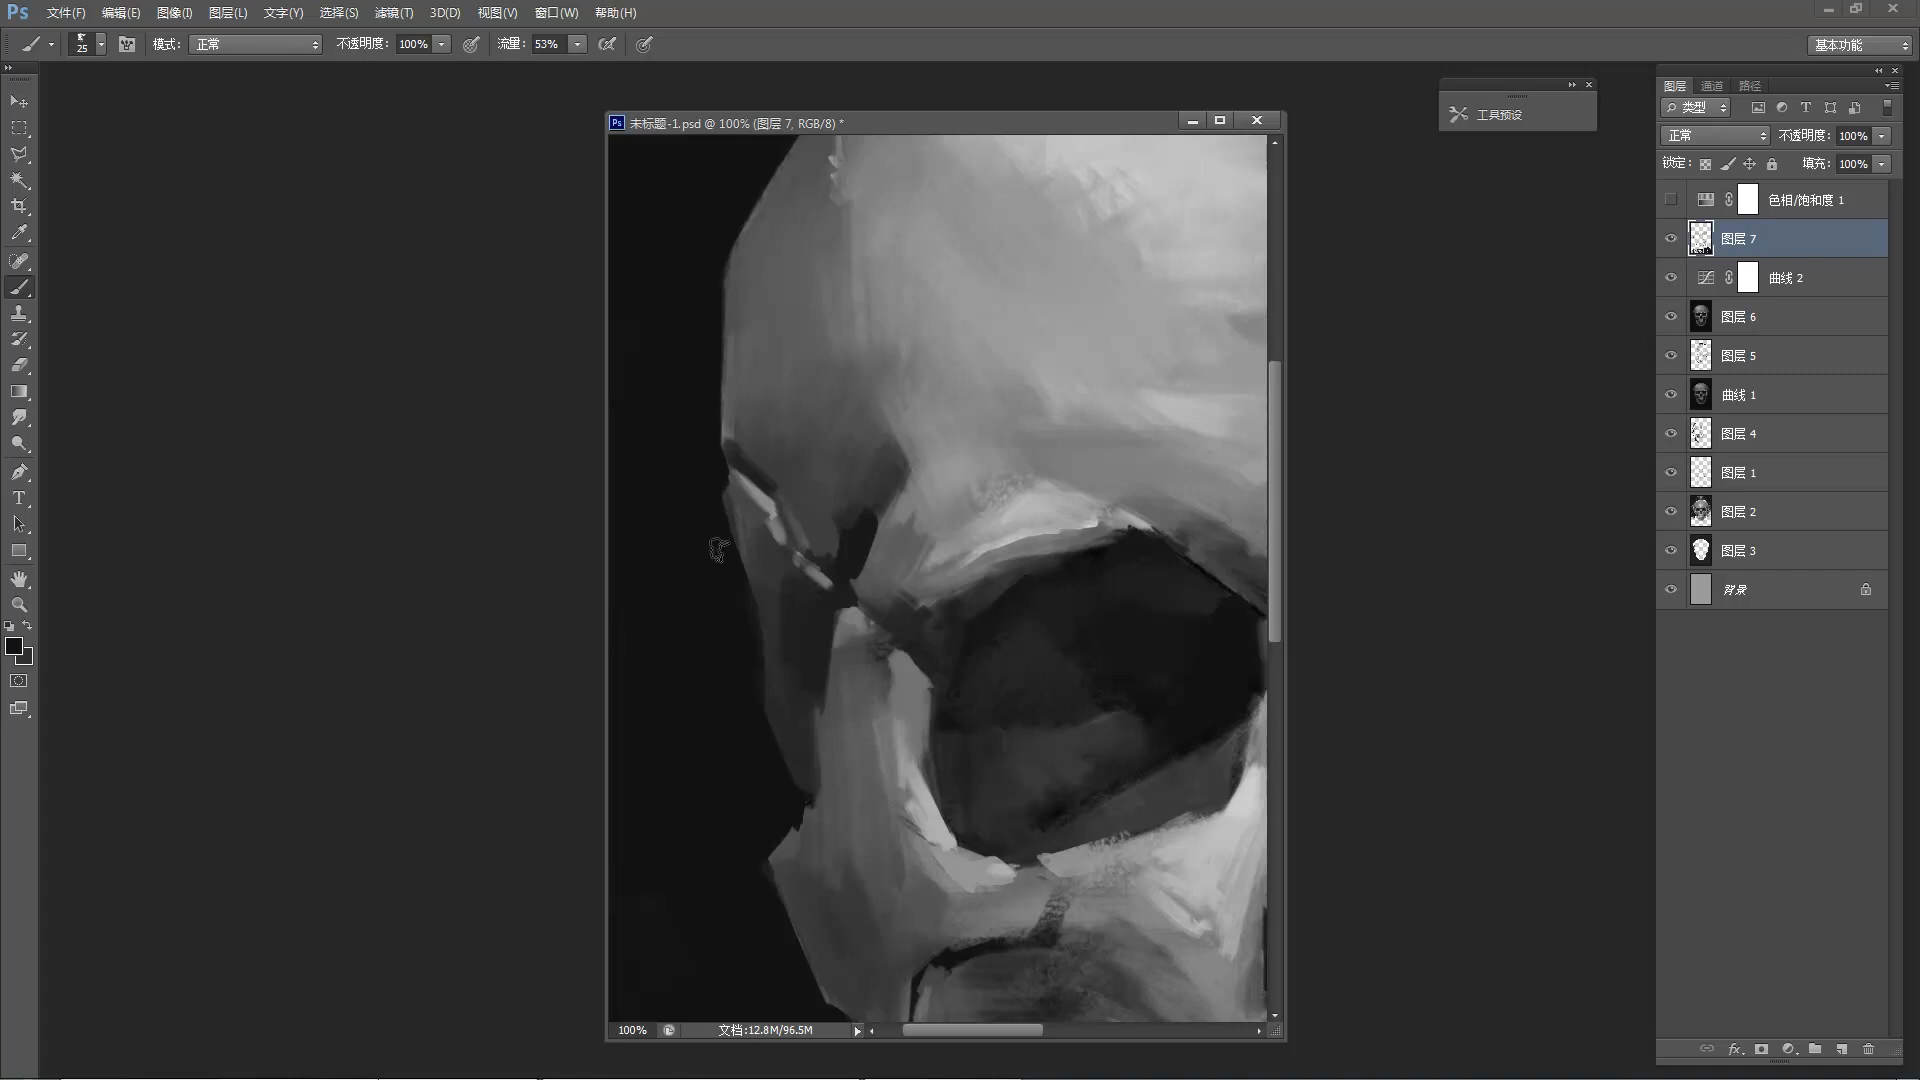 Ps 文件(F) 编辑(E) 图像(I) 图层(L) 文字(Y) 选择(S) 滤镜(T) 3D(D) 视图(V) 窗口(W) 帮助(H)
25 模式: 正常 不透明度: 100% 流量: 53% 基本功能
图层 通道 路径
类型
工具预设
Ps 未标题-1.psd @ 100% (图层 7, RGB/8) *
正常 不透明度: 100%
锁定: 填充: 100%
色相/饱和度 1
图层 7
曲线 2
图层 6
图层 5
曲线 1
图层 4
图层 1
图层 2
图层 3
背景
100% 文档:12.8M/96.5M